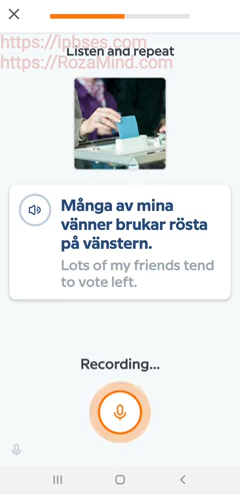 https://ipbses.com
Listen and repeat
https://RozaMind.com
Många av mina
vänner brukar rösta
på vänstern.
Lots of my friends tend
to vote left.
Recording...